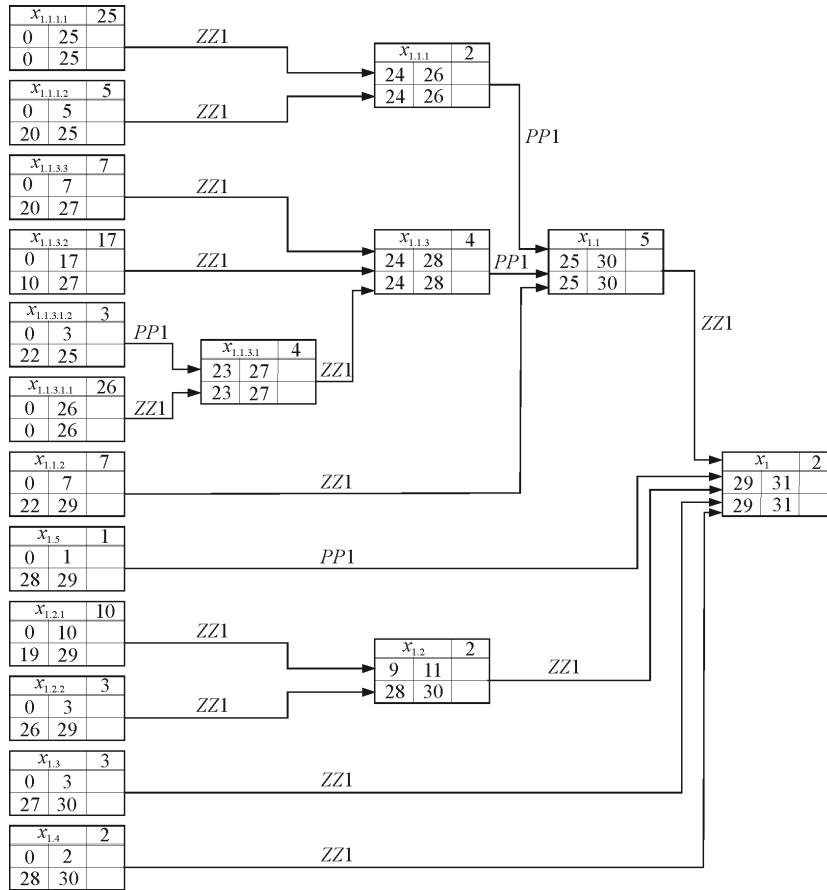 x1.1.1.1 25
0 25
0 25
ZZ1
x1.1.1 2
24 26
24 26
x1.1.1.2 5
0 5
20 25
ZZ1
PP1
x1.1.3.3 7
0 7
20 27
ZZ1
x1.1.3.2 17
0 17
10 27
ZZ1
x1.1.3 4
24 28
24 28
PP1
x1.1 5
25 30
25 30
x1.1.3.1.2 3
0 3
22 25
PP1
x1.1.3.1 4
23 27
23 27
ZZ1
ZZ1
x1.1.3.1.1 26
0 26
0 26
ZZ1
x1.1.2 7
0 7
22 29
ZZ1
x1 2
29 31
29 31
x1.5 1
0 1
28 29
PP1
x1.2.1 10
0 10
19 29
ZZ1
x1.2 2
9 11
28 30
ZZ1
x1.2.2 3
0 3
26 29
ZZ1
x1.3 3
0 3
27 30
ZZ1
x1.4 2
0 2
28 30
ZZ1